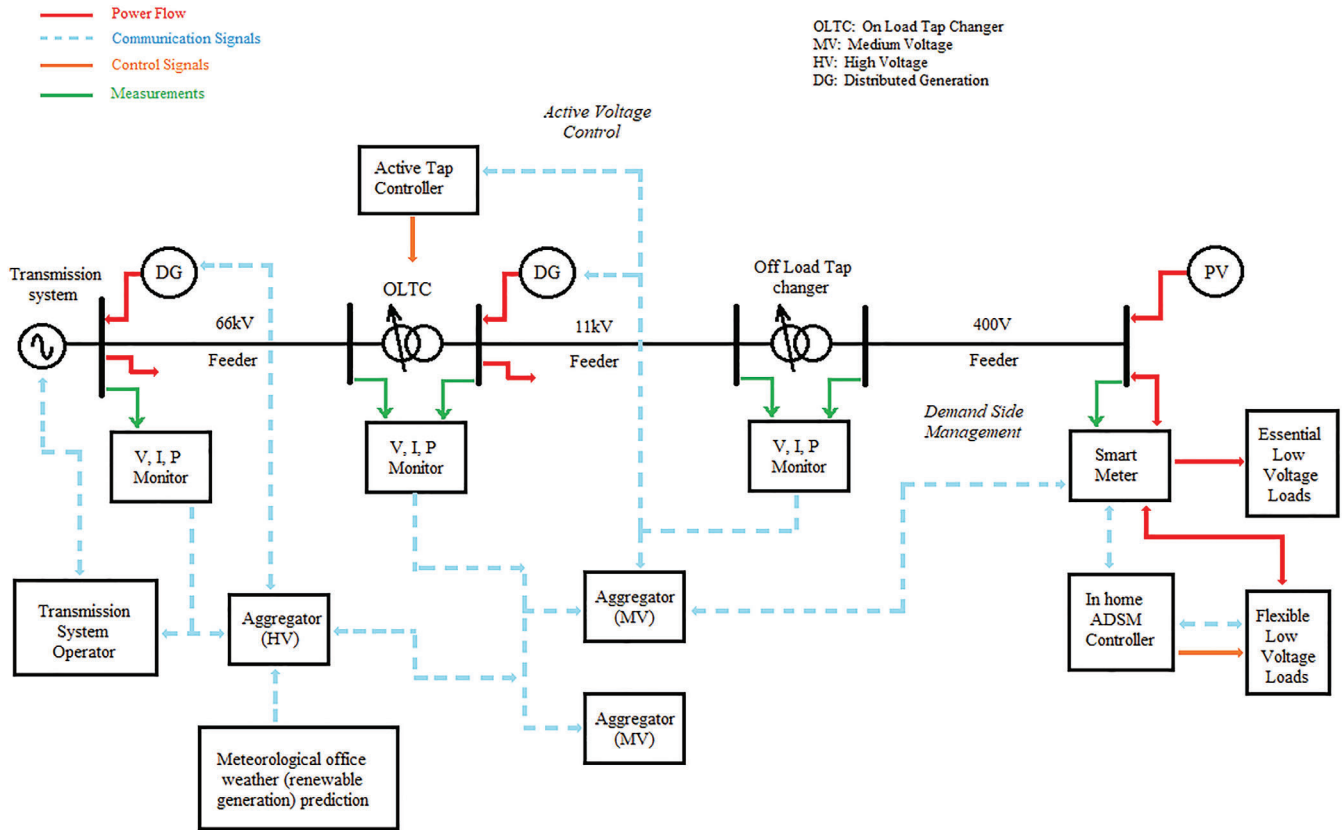 Power Flow
Communication Signals
Control Signals
Measurements
OLTC: On Load Tap Changer
MV: Medium Voltage
HV: High Voltage
DG: Distributed Generation
Active Voltage
Control
Active Tap
Controller
Transmission
system
DG
OLTC
DG
Off Load Tap
changer
PV
66kV
Feeder
11kV
Feeder
400V
Feeder
Demand Side
Management
V, I, P
Monitor
V, I, P
Monitor
V, I, P
Monitor
Smart
Meter
Essential
Low
Voltage
Loads
Transmission
System
Operator
Aggregator
(HV)
Aggregator
(MV)
In home
ADSM
Controller
Flexible
Low
Voltage
Loads
Aggregator
(MV)
Meteorological office
weather (renewable
generation) prediction